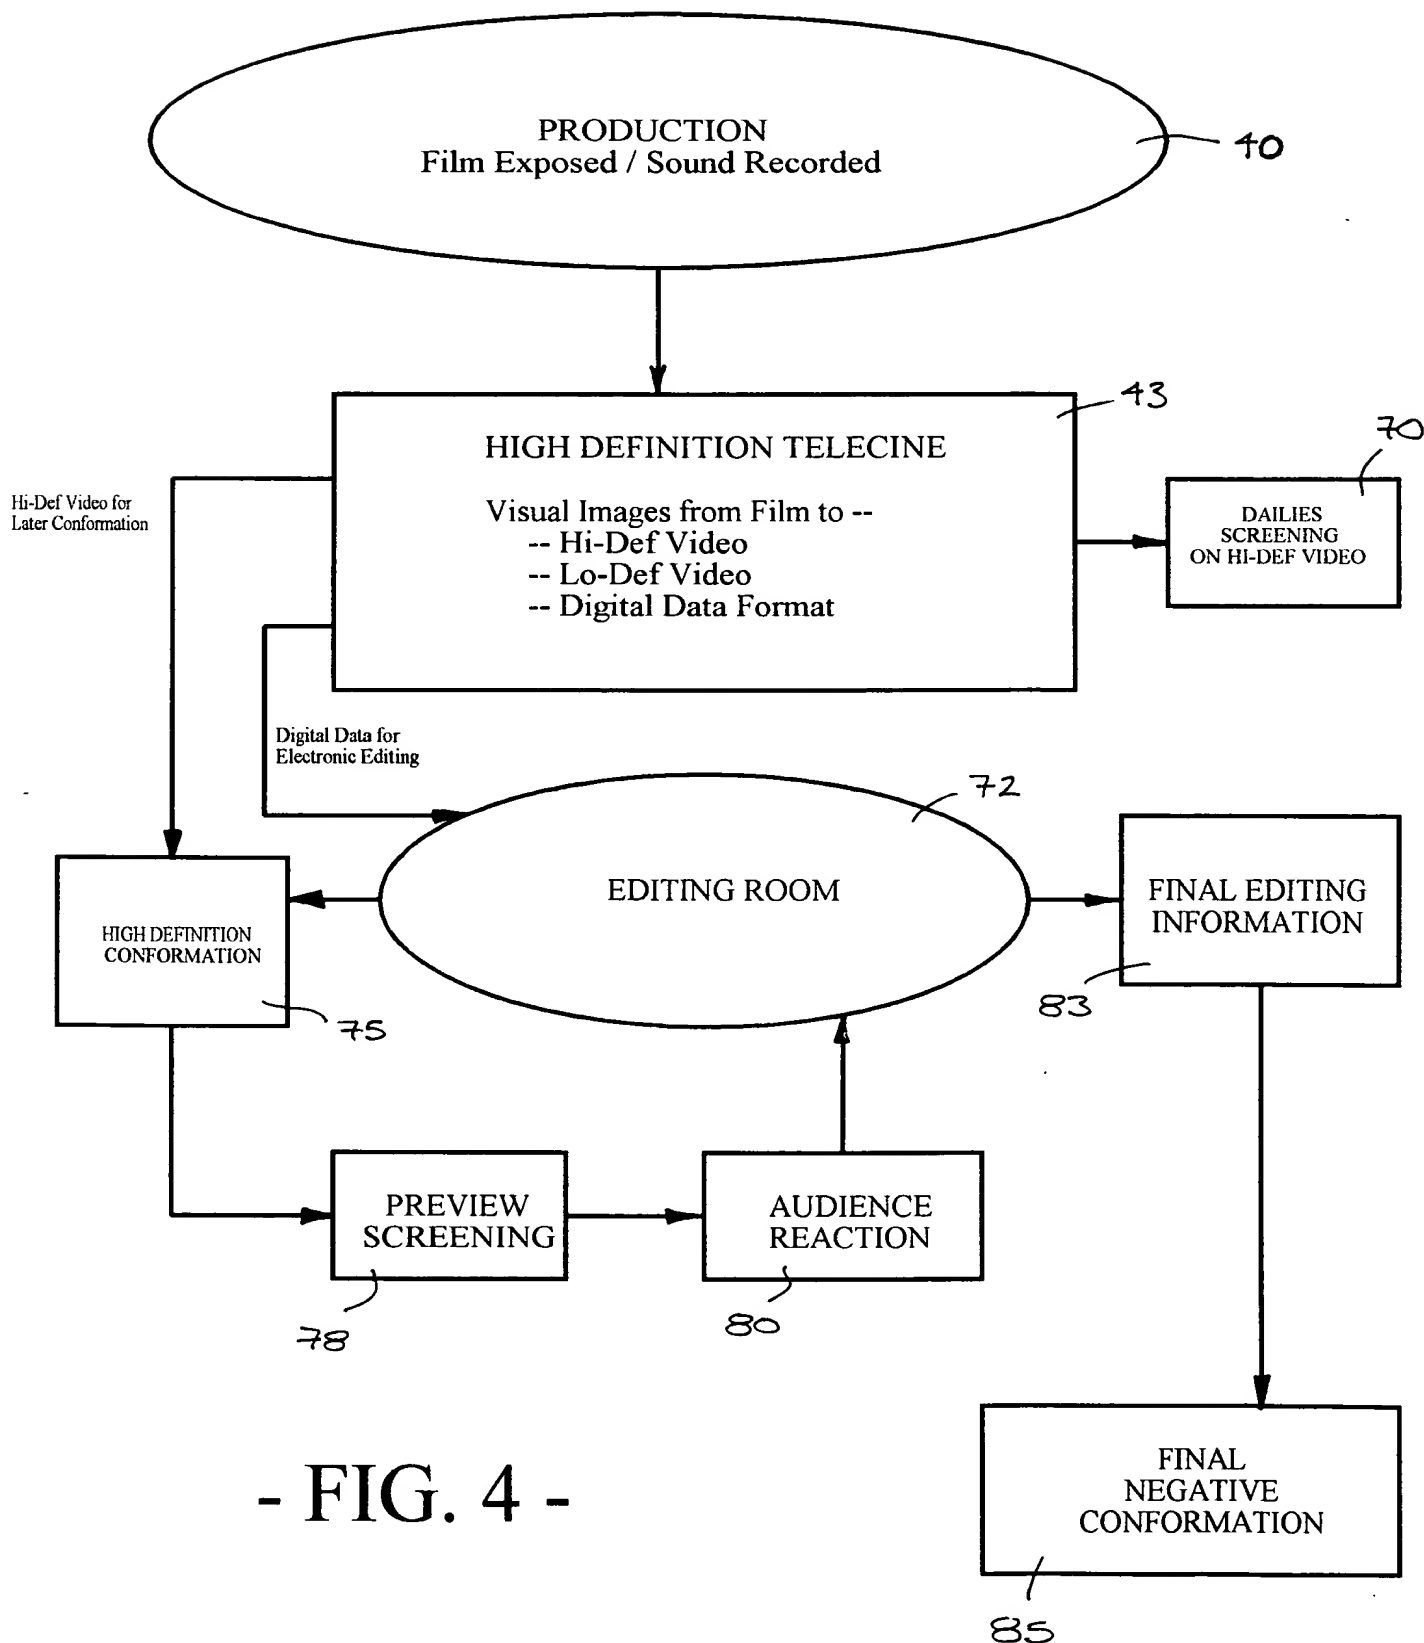 PRODUCTION
Film Exposed / Sound Recorded
40
43
HIGH DEFINITION TELECINE
Visual Images from Film to --
-- Hi-Def Video
-- Lo-Def Video
-- Digital Data Format
70
DAILIES
SCREENING
ON HI-DEF VIDEO
Hi-Def Video for
Later Conformation
Digital Data for
Electronic Editing
72
EDITING ROOM
FINAL EDITING
INFORMATION
83
HIGH DEFINITION
CONFORMATION
75
PREVIEW
SCREENING
78
AUDIENCE
REACTION
80
FINAL
NEGATIVE
CONFORMATION
85
- FIG. 4 -